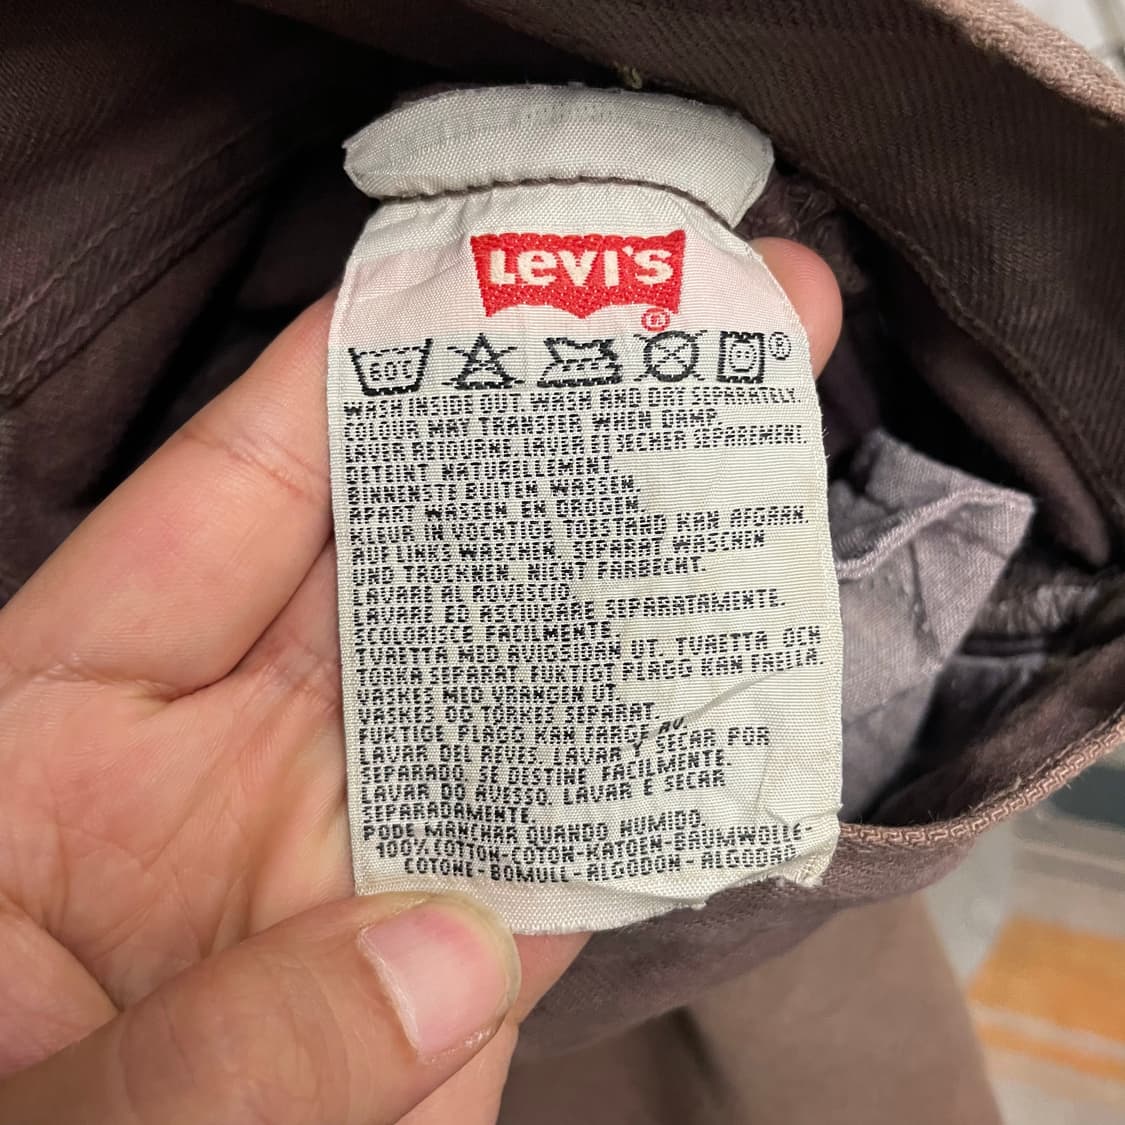 LEVI'S
®
60C
®
WASH INSIDE OUT. WASH AND DRY SEPARATELY.
COLOUR MAY TRANSFER WHEN DAMP.
LAVER RETOURNE LAVER ET SECHER SEPAREMENT.
DETEINT NATURELLEMENT.
BINNENSTE BUITEN WASSEN.
APART WASSEN EN DROGEN.
KLEUR IN VOCHTIGE TOESTAND KAN AFGAAN.
AUF LINKS WASCHEN. SEPARAT WASCHEN
UND TROCKNEN. NICHT FARBECHT.
LAVARE AL ROVESCIO.
LAVARE ED ASCIUGARE SEPARATAMENTE.
SCOLORISCE FACILMENTE.
TVAETTA MED AVIGSIDAN UT. TVAETTA OCH
TORKA SEPARAT. FUKTIGT PLAGG KAN FAELLA.
VASKES MED VRANGEN UT.
VASKES OG TORKES SEPARAT.
FUKTIGE PLAGG KAN FARGE AV.
LAVAR DEL REVES. LAVAR Y SECAR POR
SEPARADO. SE DESTINE FACILMENTE.
LAVAR DO AVESSO. LAVAR E SECAR
SEPARADAMENTE.
PODE MANCHAR QUANDO HUMIDO.
100% COTTON-COTON-KATOEN-BAUMWOLLE-
COTONE-BOMULL-ALGODON-ALGODAO